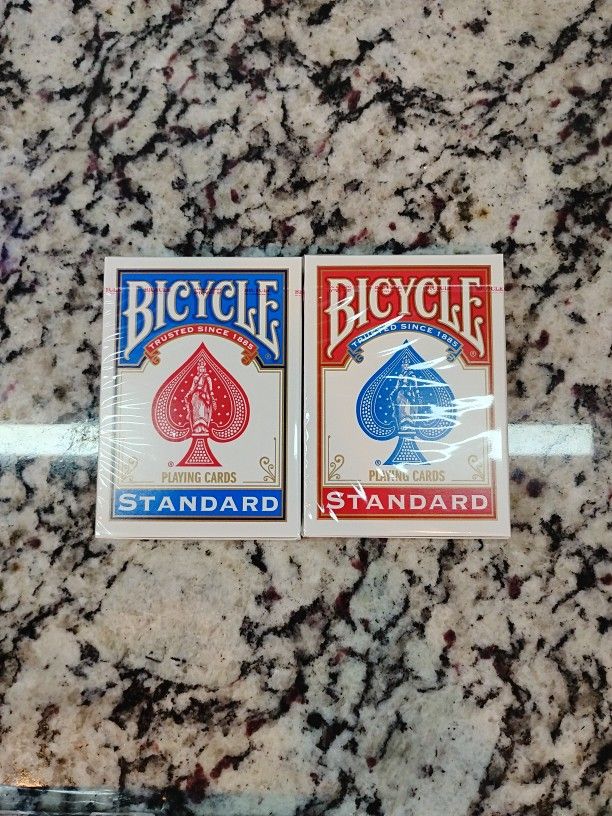 BICYCLE
TRUSTED SINCE 1885
®
®
PLAYING CARDS
STANDARD
BICYCLE
TRUSTED SINCE 1885
®
®
PLAYING CARDS
STANDARD